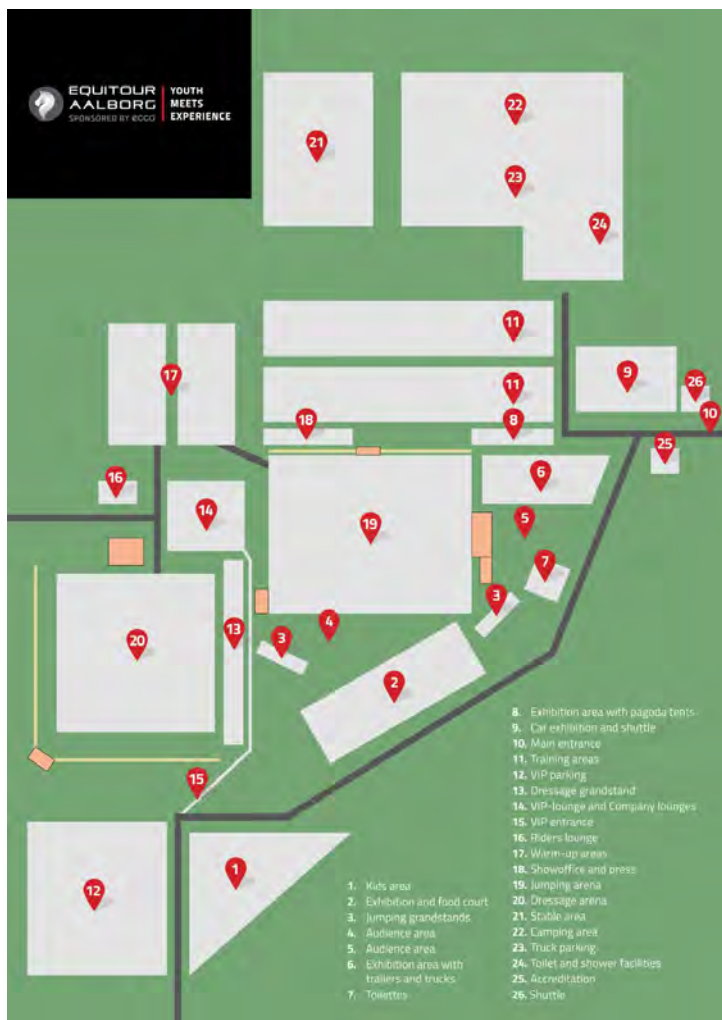 EQUITOUR
AALBORG
SPONSORED BY ecco
YOUTH
MEETS
EXPERIENCE
21
22
23
24
11
11
17
9
26
10
18
8
25
16
14
6
19
5
7
20
13
3
4
3
2
15
12
1
1. Kids area
2. Exhibition and food court
3. Jumping grandstands
4. Audience area
5. Audience area
6. Exhibition area with
trailers and trucks
7. Toilettes
8. Exhibition area with pagoda tents
9. Car exhibition and shuttle
10. Main entrance
11. Training areas
12. VIP parking
13. Dressage grandstand
14. VIP-lounge and Company lounges
15. VIP entrance
16. Riders lounge
17. Warm-up areas
18. Showoffice and press
19. Jumping arena
20. Dressage arena
21. Stable area
22. Camping area
23. Truck parking
24. Toilet and shower facilities
25. Accreditation
26. Shuttle